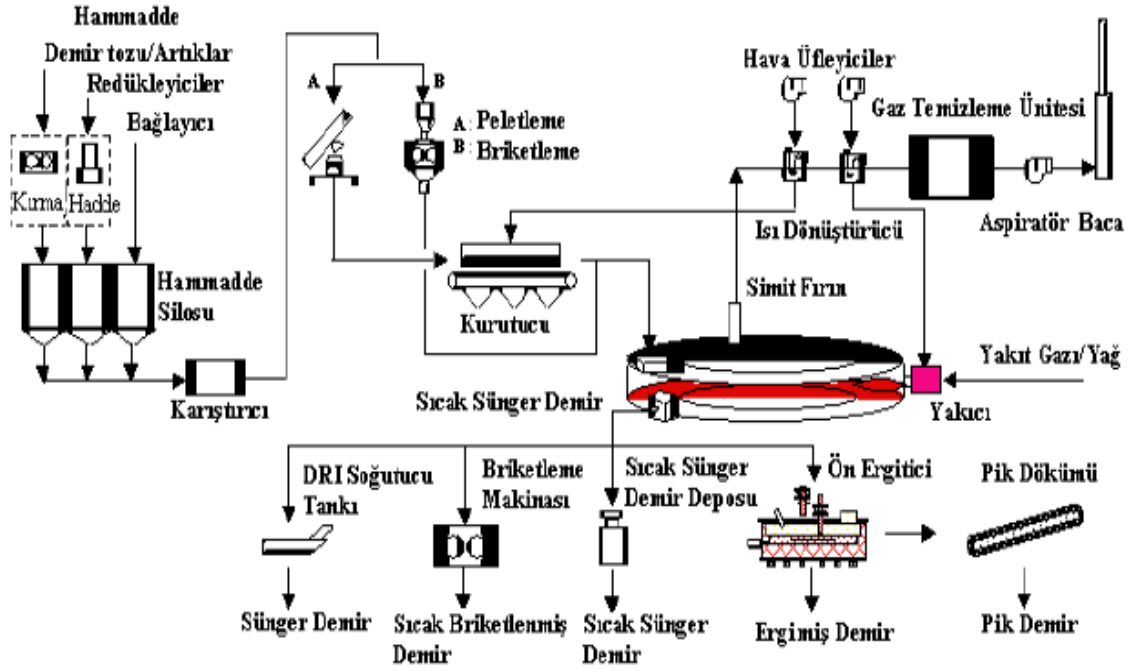 Hammadde
Demir tozu/Artıklar
Redükleyiciler
Bağlayıcı
Kırma
Hadde
Hammadde
Silosu
Karıştırıcı
A
B
A: Peletleme
B: Briketleme
Kurutucu
Hava Üfleyiciler
Gaz Temizleme Ünitesi
Isı Dönüştürücü
Aspiratör Baca
Simit Fırın
Yakıt Gazı/Yağ
Yakıcı
Sıcak Sünger Demir
DRI Soğutucu
Tankı
Briketleme
Makinası
Sıcak Sünger
Demir Deposu
Ön Ergitici
Pik Dökümü
Sünger Demir
Sıcak Briketlenmiş
Demir
Sıcak Sünger
Demir
Ergimiş Demir
Pik Demir